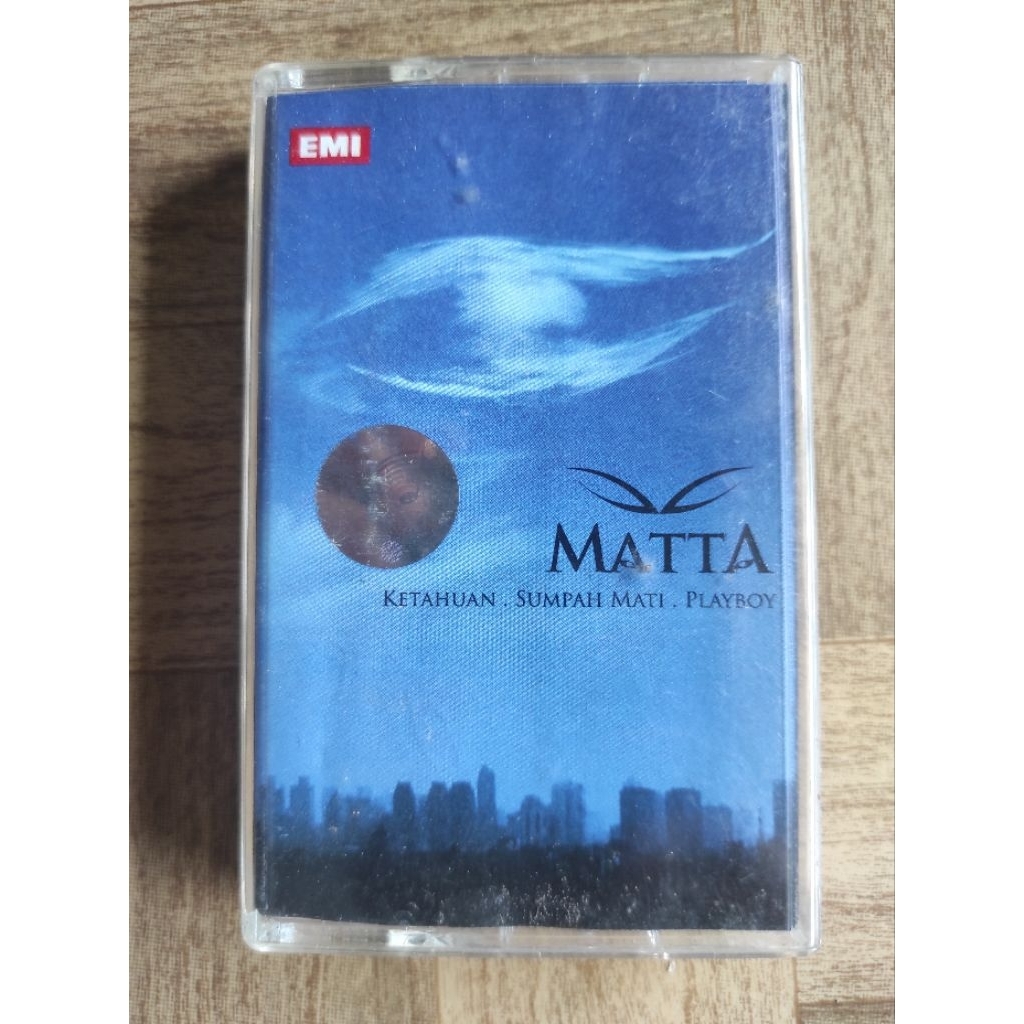 EMI
MATTA
KETAHUAN . SUMPAH MATI . PLAYBOY